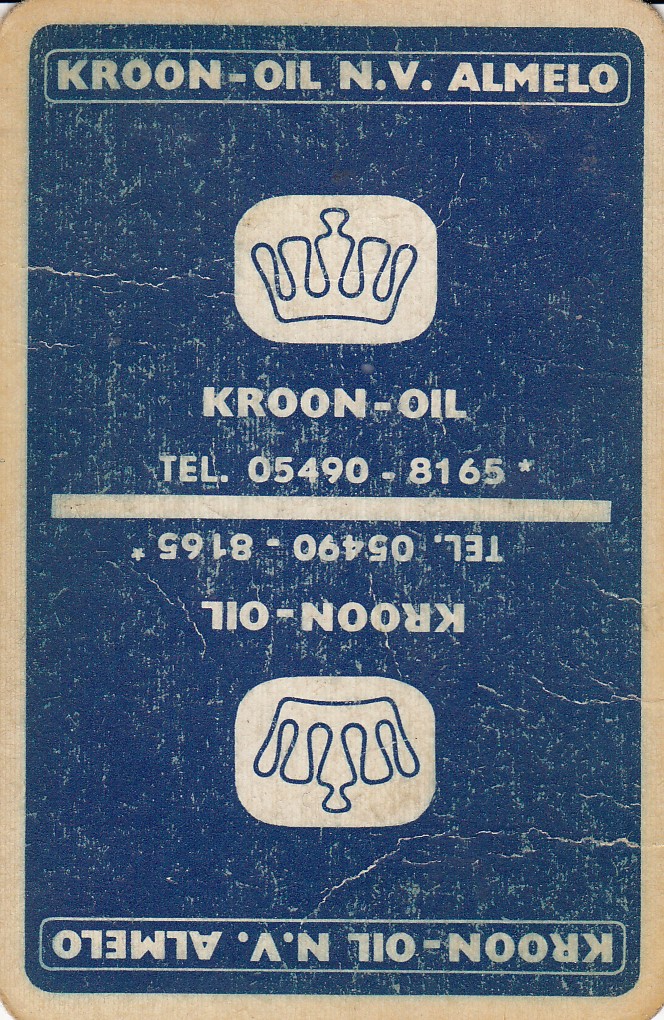 KROON-OIL N.V. ALMELO
KROON-OIL
TEL. 05490 - 8165 *
TEL. 05490 - 8165 *
KROON-OIL
KROON-OIL N.V. ALMELO